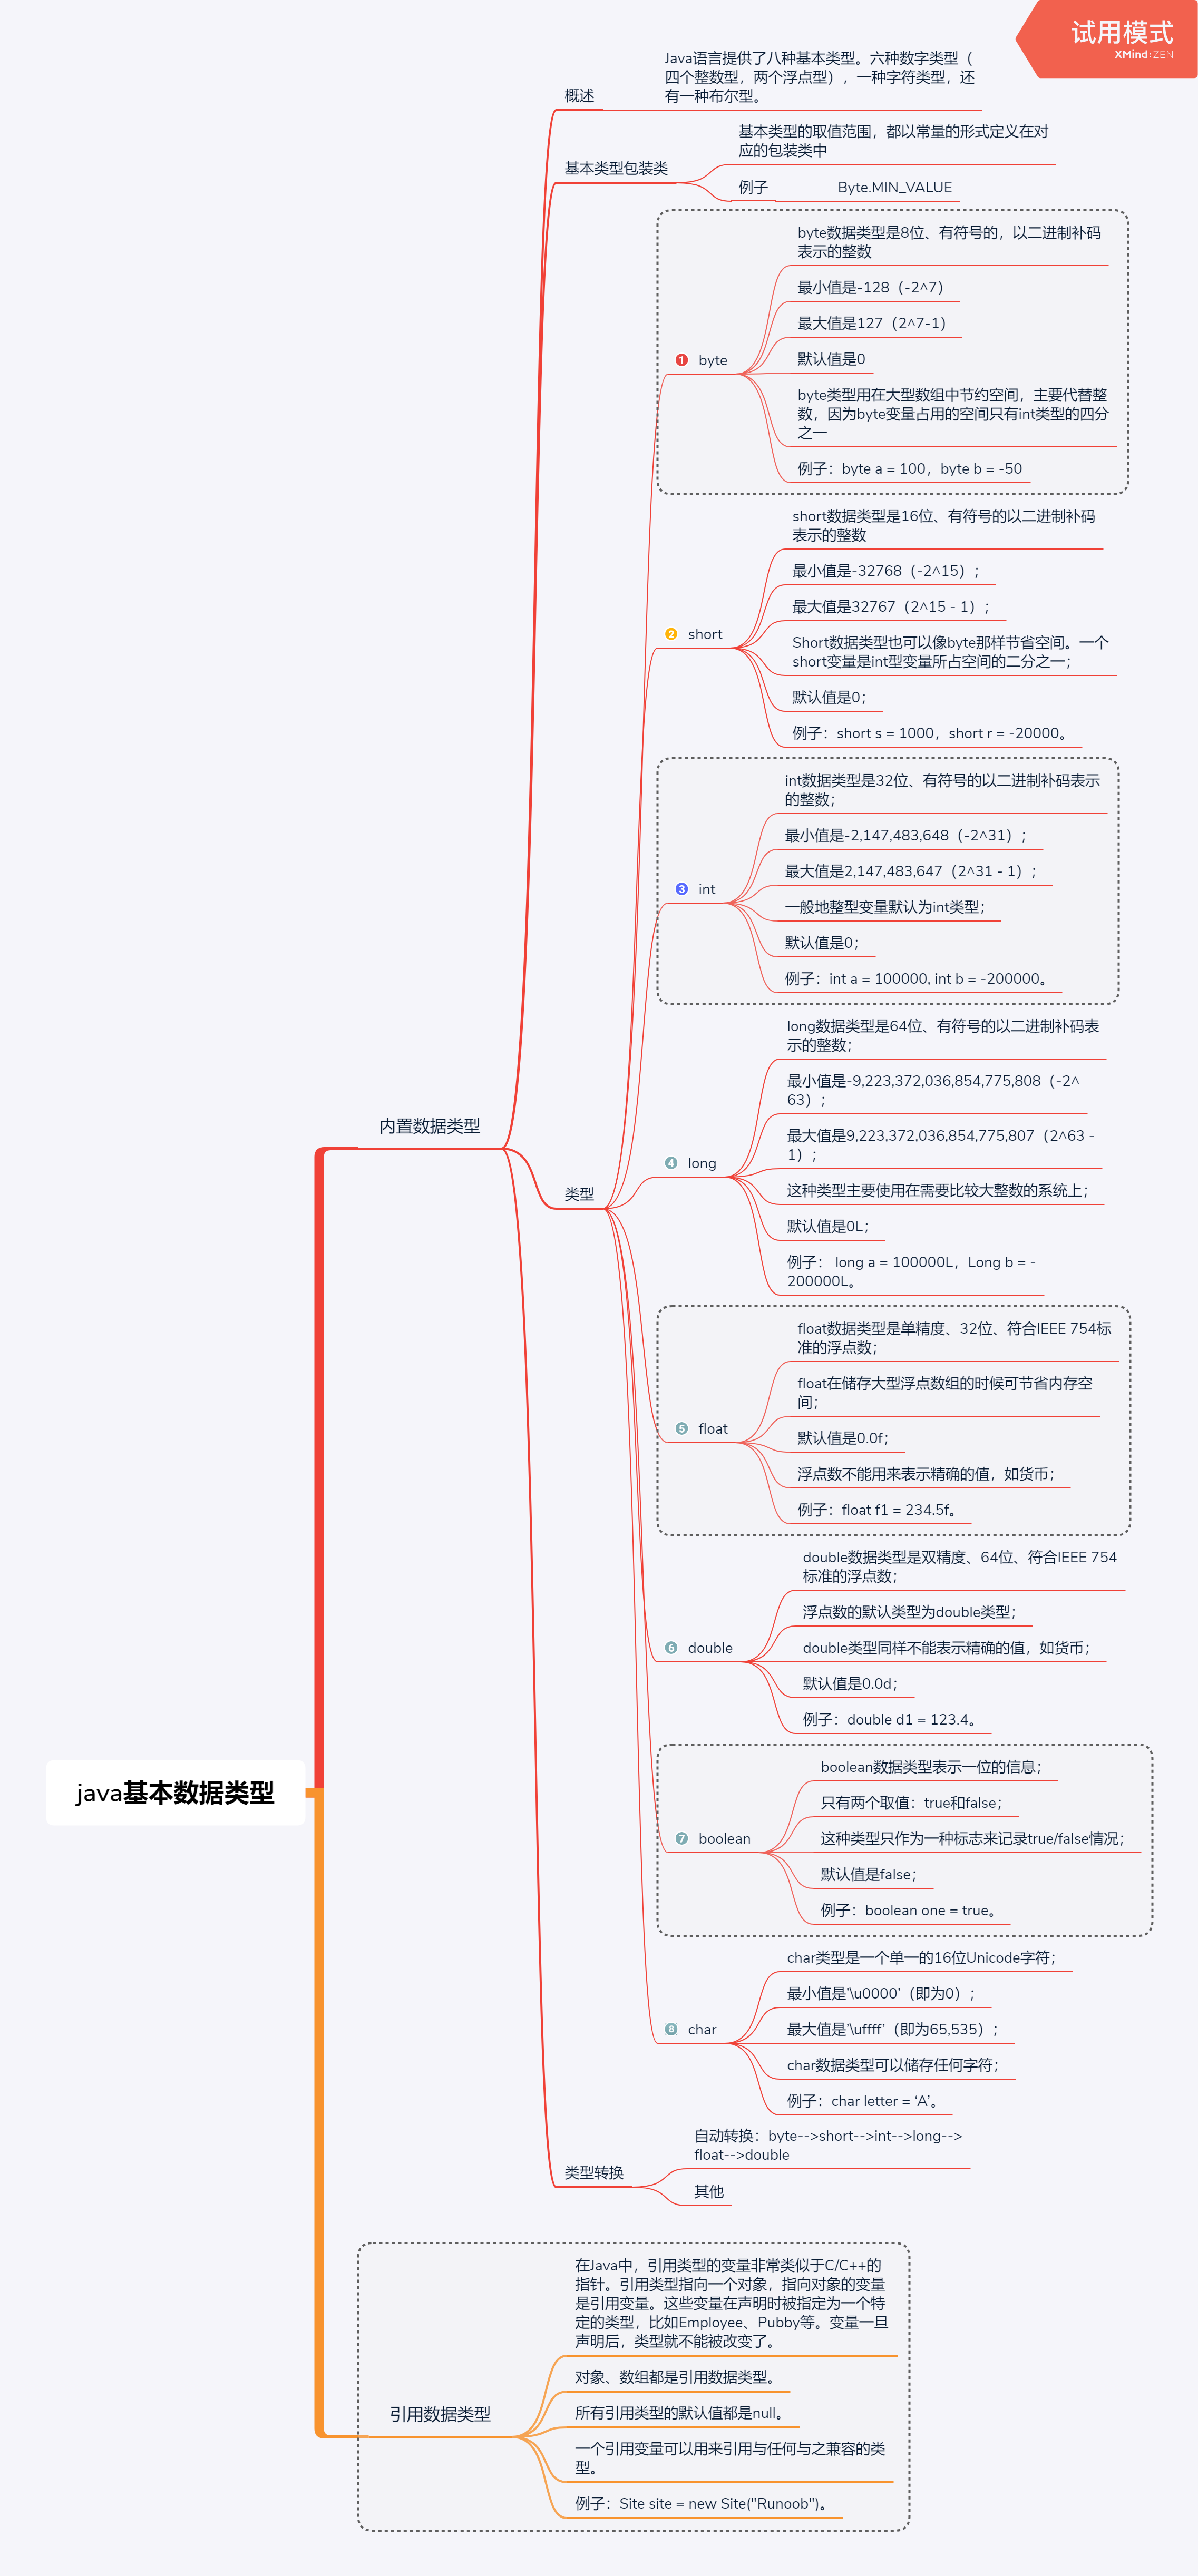 试用模式
XMind:ZEN
java基本数据类型
内置数据类型
概述
Java语言提供了八种基本类型。六种数字类型（
四个整数型，两个浮点型），一种字符类型，还
有一种布尔型。
基本类型包装类
基本类型的取值范围，都以常量的形式定义在对
应的包装类中
例子
Byte.MIN_VALUE
类型
1 byte
byte数据类型是8位、有符号的，以二进制补码
表示的整数
最小值是-128（-2^7）
最大值是127（2^7-1）
默认值是0
byte类型用在大型数组中节约空间，主要代替整
数，因为byte变量占用的空间只有int类型的四分
之一
例子：byte a = 100，byte b = -50
2 short
short数据类型是16位、有符号的以二进制补码
表示的整数
最小值是-32768（-2^15）；
最大值是32767（2^15 - 1）；
Short数据类型也可以像byte那样节省空间。一个
short变量是int型变量所占空间的二分之一；
默认值是0；
例子：short s = 1000，short r = -20000。
3 int
int数据类型是32位、有符号的以二进制补码表示
的整数；
最小值是-2,147,483,648（-2^31）；
最大值是2,147,483,647（2^31 - 1）；
一般地整型变量默认为int类型；
默认值是0；
例子：int a = 100000, int b = -200000。
4 long
long数据类型是64位、有符号的以二进制补码表
示的整数；
最小值是-9,223,372,036,854,775,808（-2^
63）；
最大值是9,223,372,036,854,775,807（2^63 -
1）；
这种类型主要使用在需要比较大整数的系统上；
默认值是0L；
例子： long a = 100000L，Long b = -
200000L。
5 float
float数据类型是单精度、32位、符合IEEE 754标
准的浮点数；
float在储存大型浮点数组的时候可节省内存空
间；
默认值是0.0f；
浮点数不能用来表示精确的值，如货币；
例子：float f1 = 234.5f。
6 double
double数据类型是双精度、64位、符合IEEE 754
标准的浮点数；
浮点数的默认类型为double类型；
double类型同样不能表示精确的值，如货币；
默认值是0.0d；
例子：double d1 = 123.4。
7 boolean
boolean数据类型表示一位的信息；
只有两个取值：true和false；
这种类型只作为一种标志来记录true/false情况；
默认值是false；
例子：boolean one = true。
8 char
char类型是一个单一的16位Unicode字符；
最小值是’\u0000’（即为0）；
最大值是’\uffff’（即为65,535）；
char数据类型可以储存任何字符；
例子：char letter = ‘A’。
类型转换
自动转换：byte-->short-->int-->long-->
float-->double
其他
引用数据类型
在Java中，引用类型的变量非常类似于C/C++的
指针。引用类型指向一个对象，指向对象的变量
是引用变量。这些变量在声明时被指定为一个特
定的类型，比如Employee、Pubby等。变量一旦
声明后，类型就不能被改变了。
对象、数组都是引用数据类型。
所有引用类型的默认值都是null。
一个引用变量可以用来引用与任何与之兼容的类
型。
例子：Site site = new Site("Runoob")。